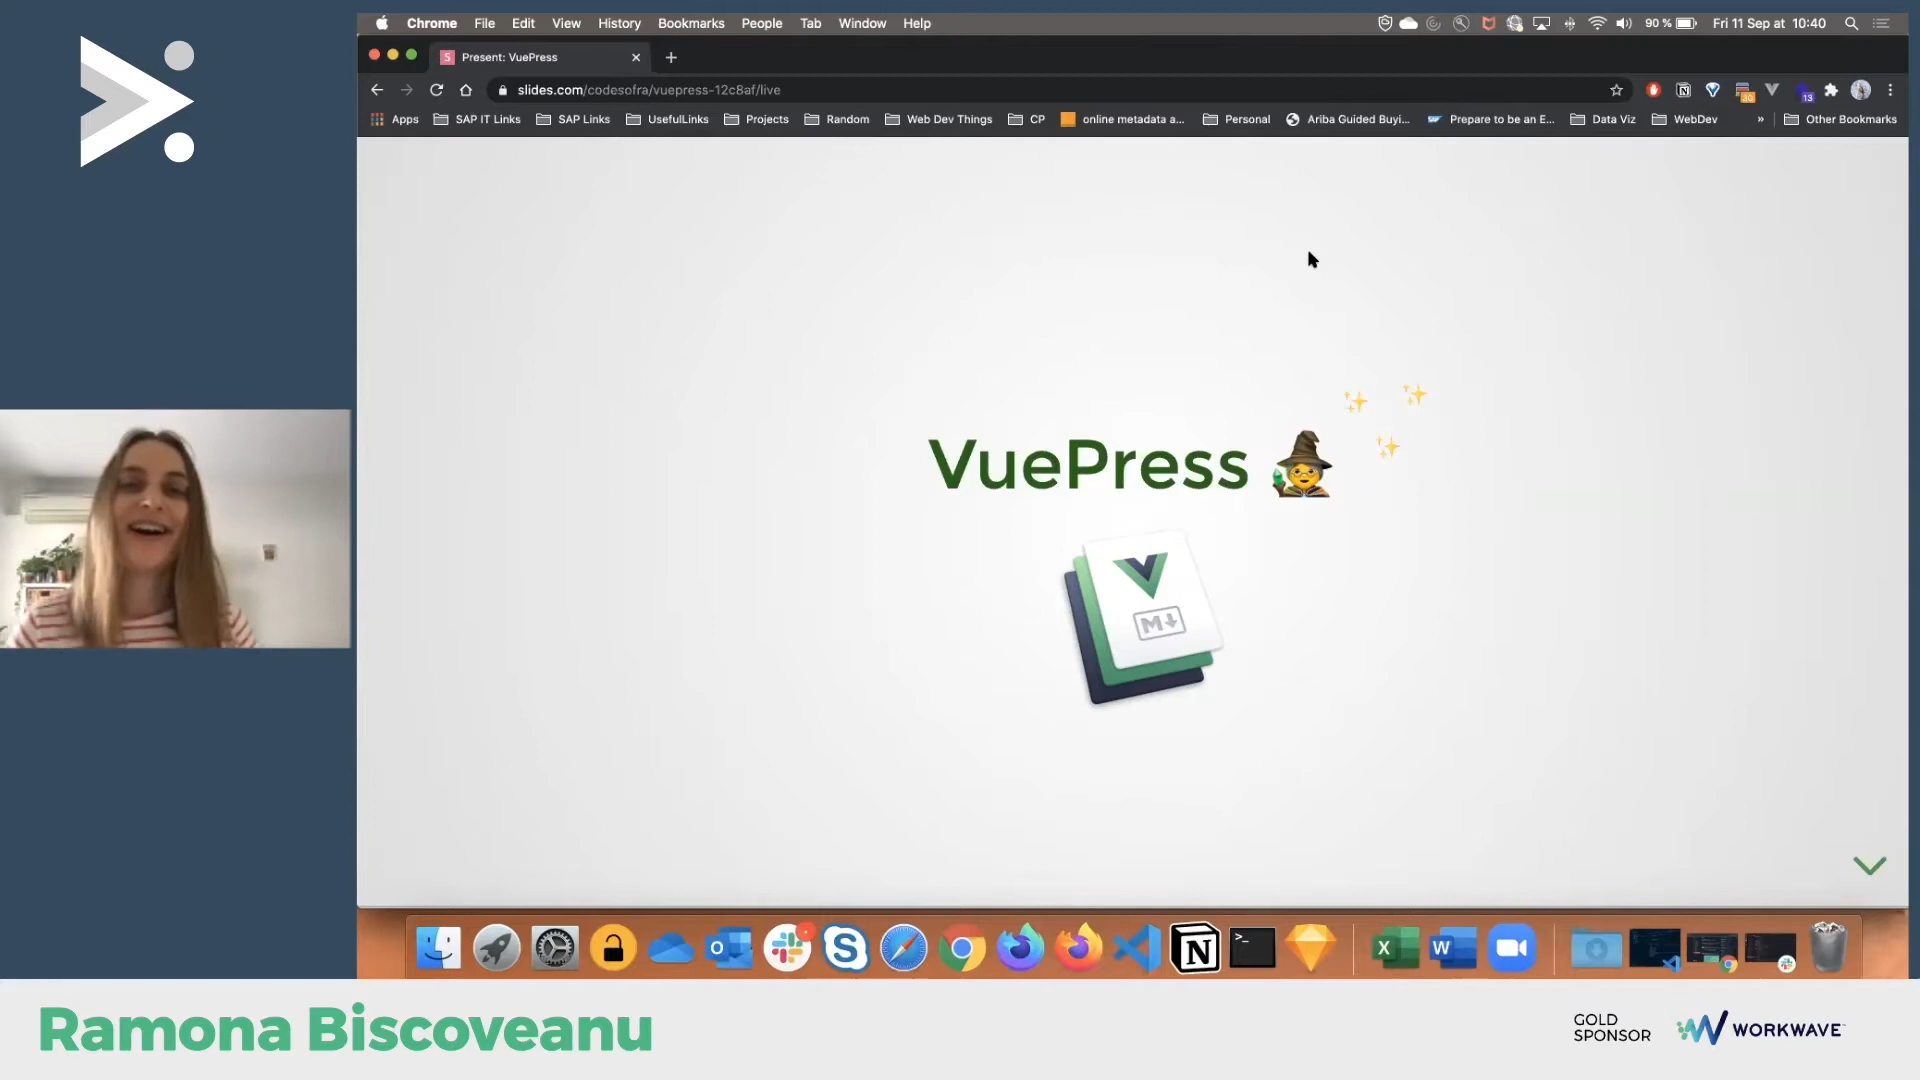 Chrome File Edit View History Bookmarks People Tab Window Help
90 % Fri 11 Sep at 10:40
S Present: VuePress
slides.com/codesofra/vuepress-12c8af/live
13
Apps SAP IT Links SAP Links UsefulLinks Projects Random Web Dev Things CP online metadata a... Personal Ariba Guided Buyi... Prepare to be an E... Data Viz WebDev » Other Bookmarks
VuePress
M
O S N >_ X W
Ramona Biscoveanu
GOLD
SPONSOR
WORKWAVE